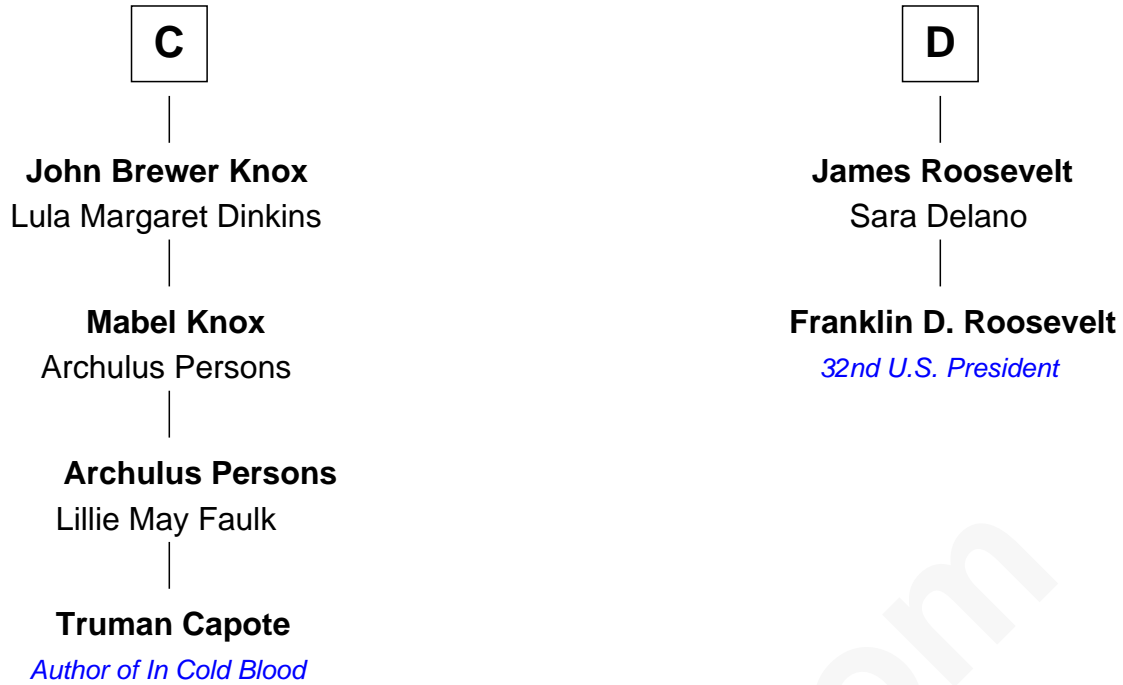 C
John Brewer Knox
Lula Margaret Dinkins
Mabel Knox
Archulus Persons
Archulus Persons
Lillie May Faulk
Truman Capote
Author of In Cold Blood
D
James Roosevelt
Sara Delano
Franklin D. Roosevelt
32nd U.S. President
om